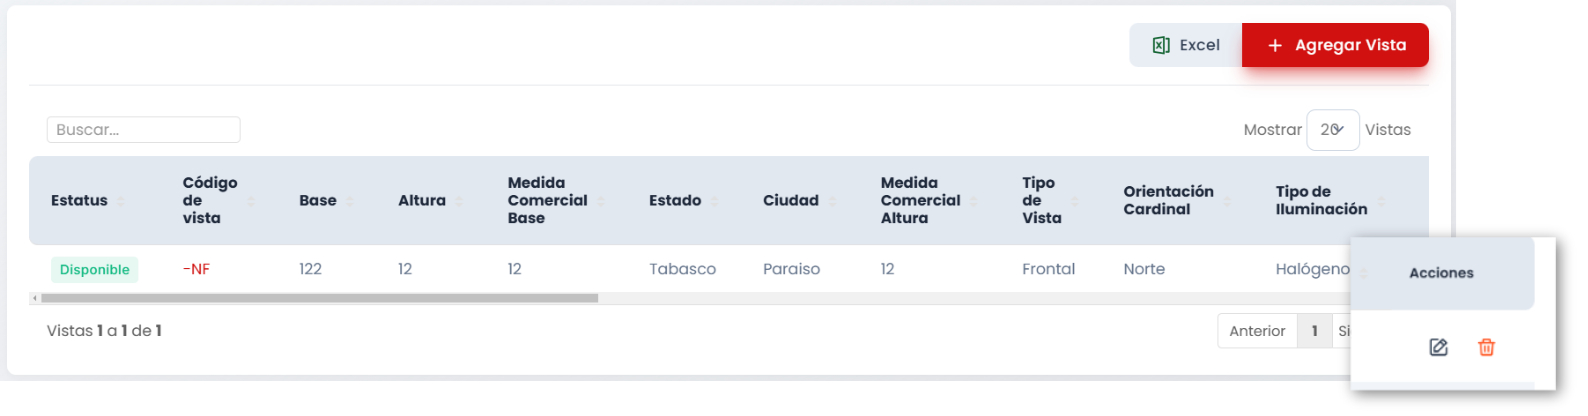 Excel
+ Agregar Vista
Buscar...
Mostrar 20 Vistas
Estatus
Código
de
vista
Base
Altura
Medida
Comercial
Base
Estado
Ciudad
Medida
Comercial
Altura
Tipo
de
Vista
Orientación
Cardinal
Tipo de
Iluminación
Acciones
Disponible -NF 122 12 12 Tabasco Paraiso 12 Frontal Norte Halógeno
Vistas 1 a 1 de 1
Anterior 1 Si